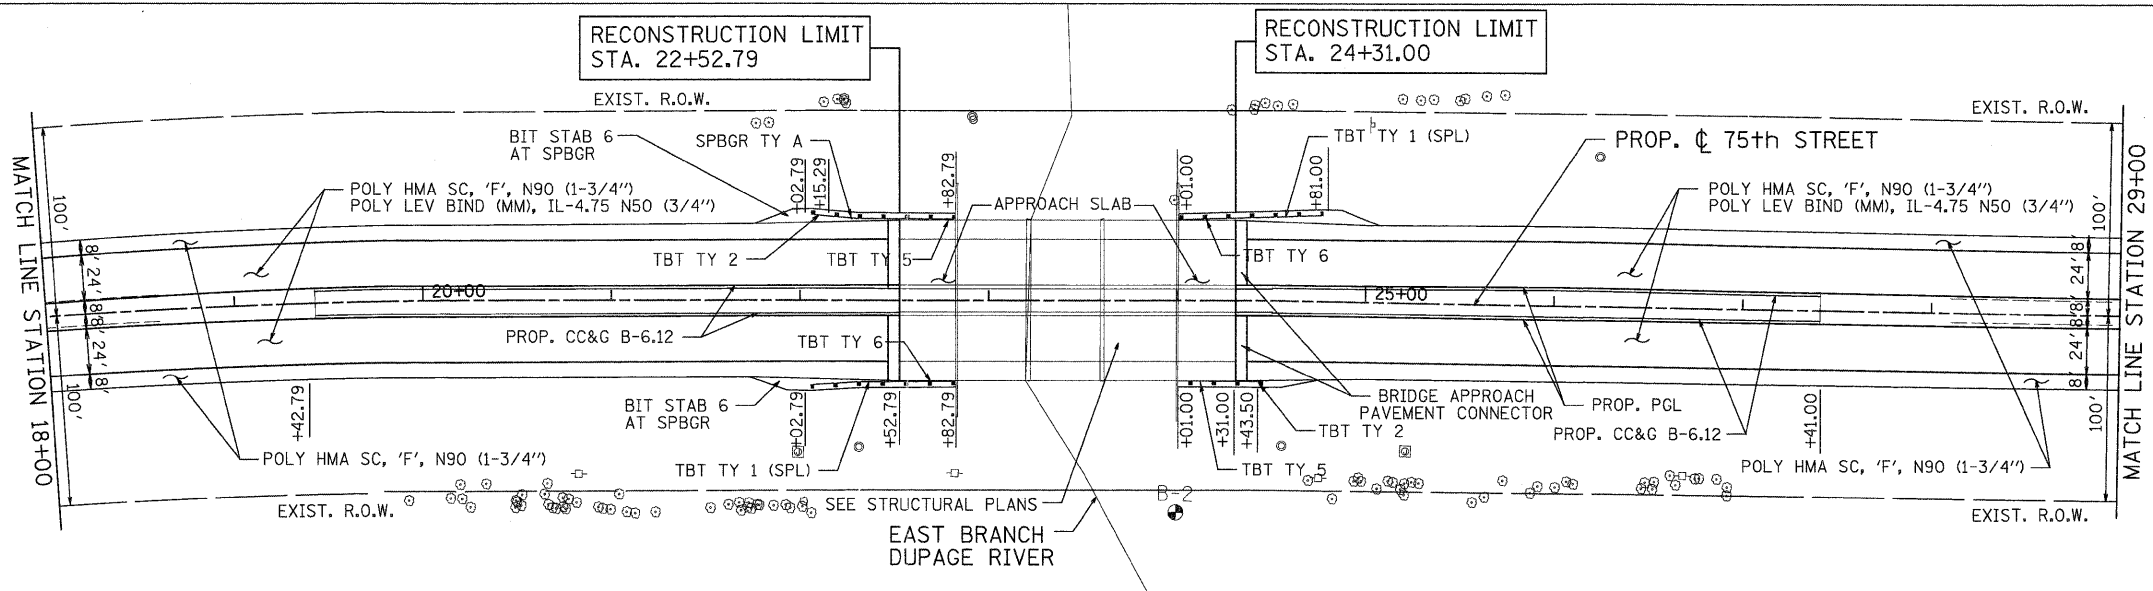 RECONSTRUCTION LIMIT
STA. 22+52.79
RECONSTRUCTION LIMIT
STA. 24+31.00
EXIST. R.O.W.
EXIST. R.O.W.
BIT STAB 6
AT SPBGR
SPBGR TY A
TBT TY 1 (SPL)
PROP. ℄ 75th STREET
MATCH LINE STATION 18+00
MATCH LINE STATION 29+00
100'
100'
+02.79
+15.29
+82.79
+01.00
+81.00
POLY HMA SC, 'F', N90 (1-3/4")
POLY LEV BIND (MM), IL-4.75 N50 (3/4")
APPROACH SLAB
POLY HMA SC, 'F', N90 (1-3/4")
POLY LEV BIND (MM), IL-4.75 N50 (3/4")
8'
24'
8'
8'
24'
8'
TBT TY 2
TBT TY 5
TBT TY 6
8'
24'
8'
8'
24'
8'
20+00
25+00
PROP. CC&G B-6.12
TBT TY 6
100'
+42.79
BIT STAB 6
AT SPBGR
+02.79
+52.79
+82.79
+01.00
+31.00
+43.50
BRIDGE APPROACH
PAVEMENT CONNECTOR
PROP. PGL
PROP. CC&G B-6.12
+41.00
100'
TBT TY 2
POLY HMA SC, 'F', N90 (1-3/4")
TBT TY 1 (SPL)
TBT TY 5
POLY HMA SC, 'F', N90 (1-3/4")
B-2
SEE STRUCTURAL PLANS
EXIST. R.O.W.
EXIST. R.O.W.
EAST BRANCH
DUPAGE RIVER